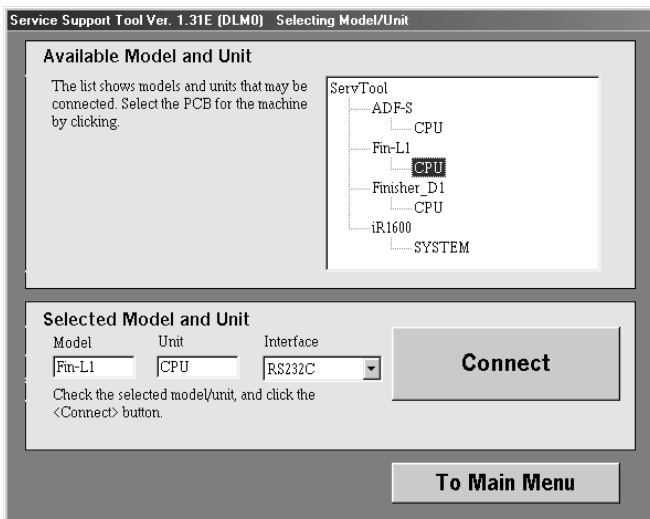 Service Support Tool Ver. 1.31E (DLM0)   Selecting Model/Unit
Available Model and Unit
The list shows models and units that may be
connected. Select the PCB for the machine
by clicking.
ServTool
ADF-S
CPU
Fin-L1
CPU
Finisher_D1
CPU
iR1600
SYSTEM
Selected Model and Unit
Model Unit Interface
Fin-L1 CPU RS232C
Check the selected model/unit, and click the
<Connect> button.
Connect
To Main Menu